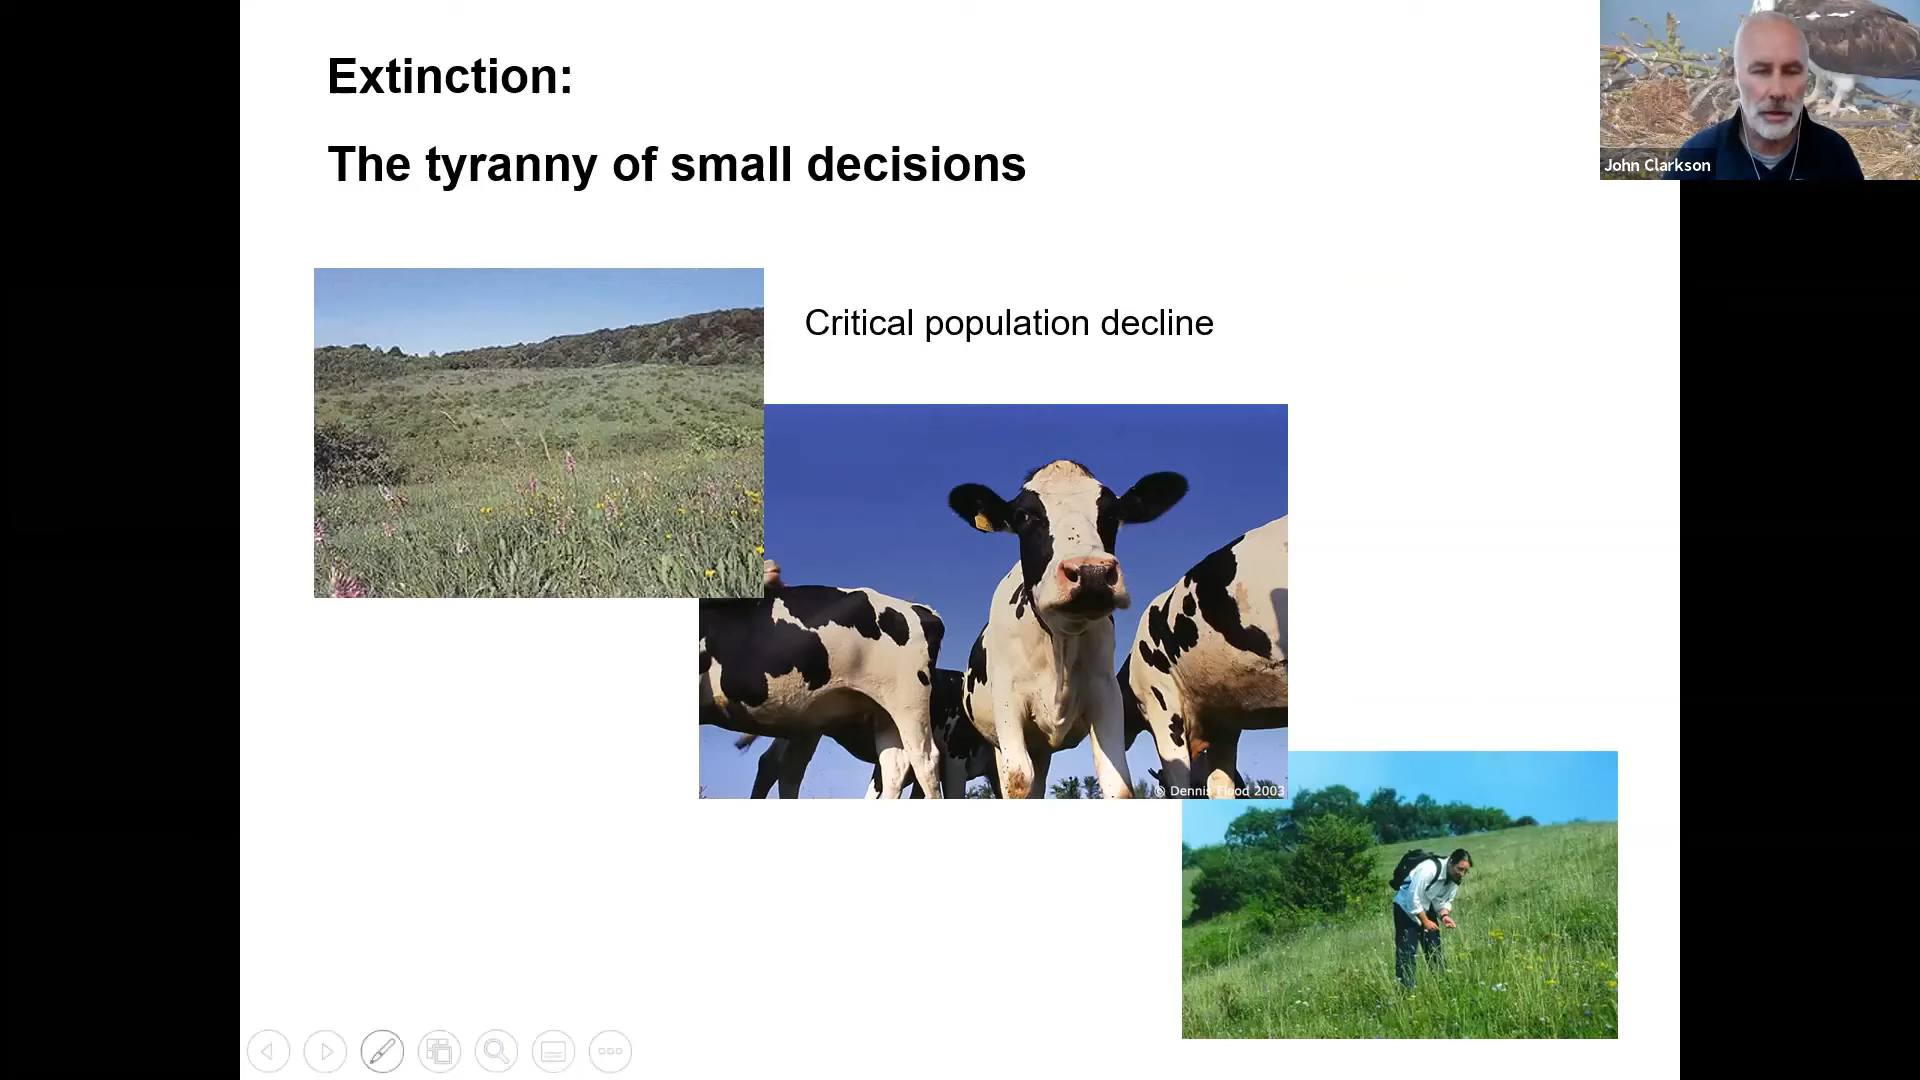 Extinction:
The tyranny of small decisions
John Clarkson
Critical population decline
© Dennis Flood 2003